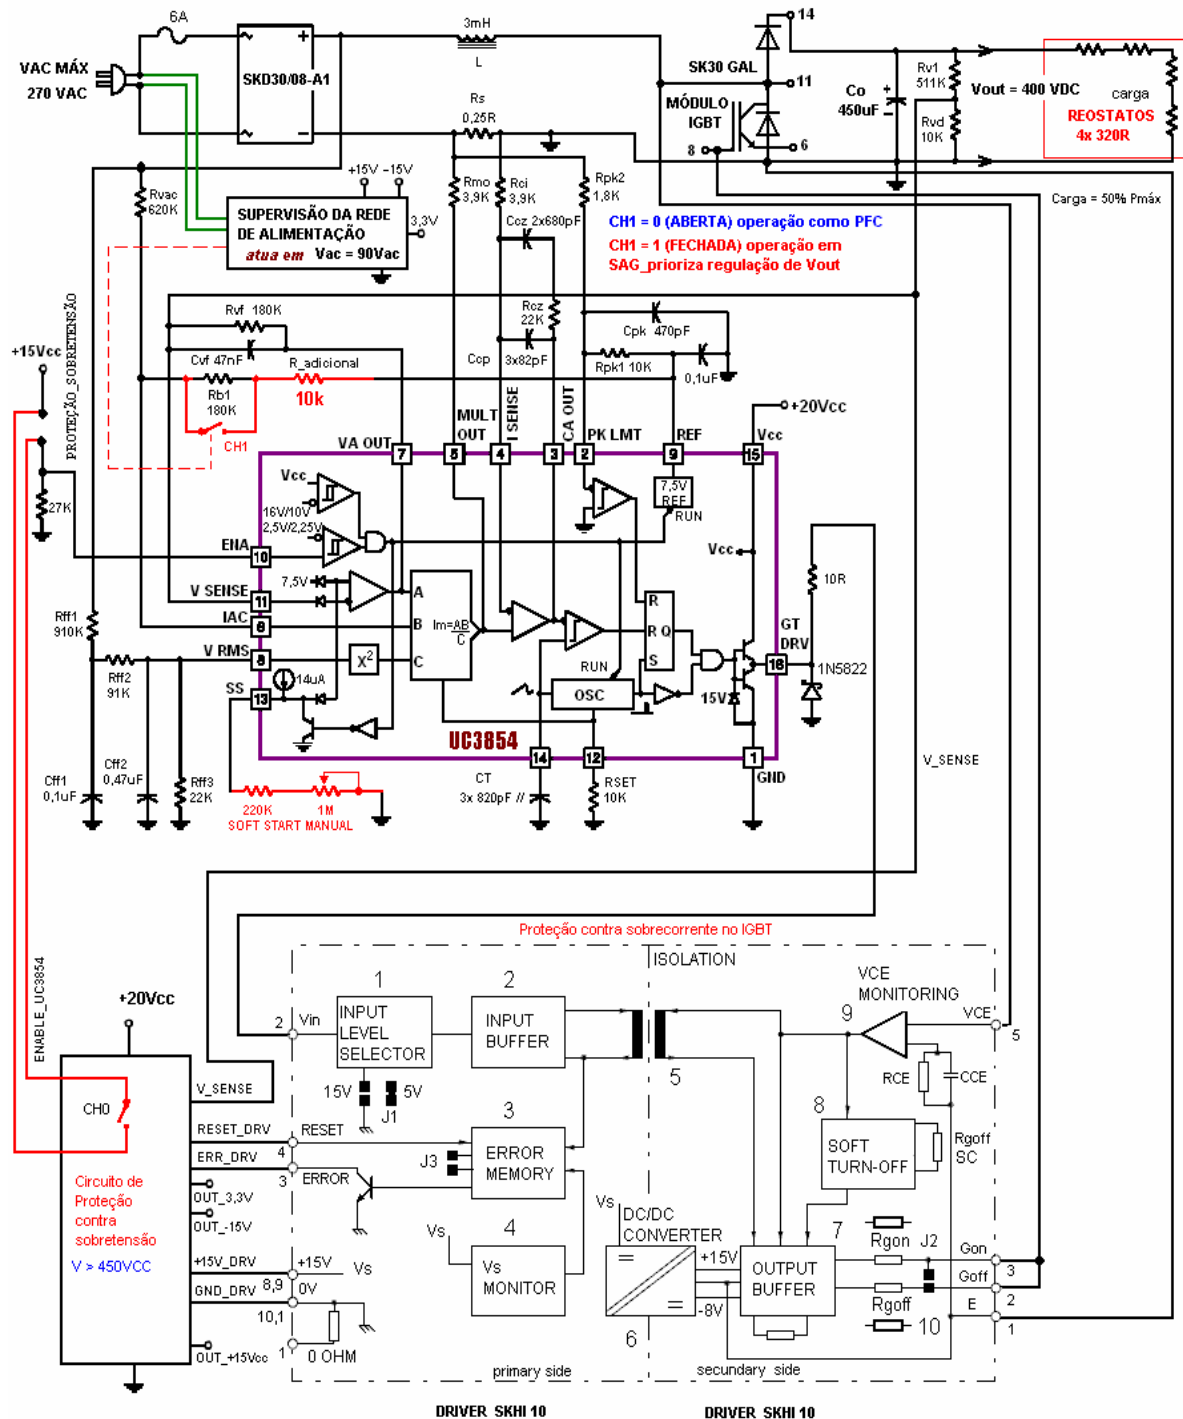 6A
3mH
L
14
VAC MÁX
270 VAC
SKD30/08-A1
~
+
~
−
SK30 GAL
11
MÓDULO
IGBT
8
6
Rs
0,25R
Co
450uF
+
−
Rv1
511K
Rvd
10K
Vout = 400 VDC
carga
REOSTATOS
4x 320R
Carga = 50% Pmáx
Rvac
620K
+15V −15V
SUPERVISÃO DA REDE
DE ALIMENTAÇÃO
atua em Vac = 90Vac
3,3V
Rmo
3,9K
Rci
3,9K
Rpk2
1,8K
Ccz 2x680pF
CH1 = 0 (ABERTA) operação como PFC
CH1 = 1 (FECHADA) operação em
SAG_prioriza regulação de Vout
Rcz
22K
Ccp
3x82pF
Cpk 470pF
Rpk1 10K
0,1uF
PROTEÇÃO_SOBRETENSÃO
+15Vcc
27K
Rvf 180K
Cvf 47nF
R_adicional
10k
Rb1
180K
CH1
+20Vcc
VA OUT
7
MULT
OUT
5
I SENSE
4
CA OUT
3
PK LMT
2
REF
9
Vcc
15
Vcc
16V/10V
2,5V/2,25V
7,5V
REF
RUN
ENA
10
V SENSE
11
7,5V
IAC
6
V RMS
8
X²
SS
13
14uA
A
B
C
Im=AB/C
Vcc
R
R Q
S
RUN
OSC
15V
GT
DRV
16
10R
1N5822
UC3854
14
12
1
GND
Rff1
910K
Rff2
91K
Cff1
0,1uF
Cff2
0,47uF
Rff3
22K
220K
1M
SOFT START MANUAL
CT
3x 820pF //
RSET
10K
V_SENSE
ENABLE_UC3854
+20Vcc
CH0
Circuito de
Proteção
contra
sobretensão
V > 450VCC
V_SENSE
RESET_DRV
ERR_DRV
OUT_3,3V
OUT_-15V
+15V_DRV
GND_DRV
OUT_+15Vcc
Proteção contra sobrecorrente no IGBT
ISOLATION
2
Vin
1
INPUT
LEVEL
SELECTOR
2
INPUT
BUFFER
15V
5V
J1
5
VCE
MONITORING
9
VCE
5
RCE
CCE
8
SOFT
TURN-OFF
Rgoff
SC
RESET
4
3
ERROR
3
ERROR
MEMORY
J3
4
Vs
Vs
MONITOR
Vs
DC/DC
CONVERTER
+15V
-8V
6
7
OUTPUT
BUFFER
Rgon
J2
Rgoff
10
Gon
3
Goff
2
E
1
+15V
8,9
0V
Vs
10,1
1
0 OHM
primary side
secundary side
DRIVER SKHI 10
DRIVER SKHI 10